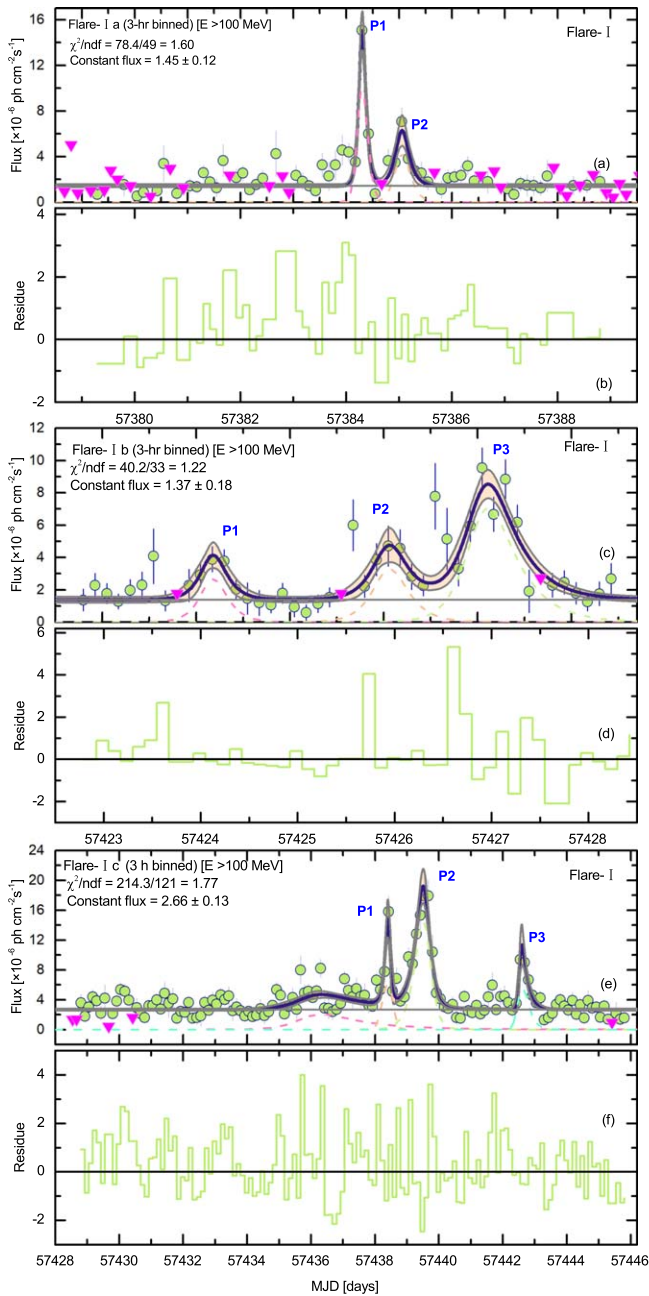 Flare- I a (3-hr binned) [E >100 MeV]
χ²/ndf = 78.4/49 = 1.60
Constant flux = 1.45 ± 0.12
Flare- I
P1
P2
(a)
16
12
8
4
0
Flux [×10⁻⁶ ph cm⁻²s⁻¹]
4
2
0
-2
Residue
(b)
57380
57382
57384
57386
57388
Flare- I b (3-hr binned) [E >100 MeV]
χ²/ndf = 40.2/33 = 1.22
Constant flux = 1.37 ± 0.18
Flare- I
P1
P2
P3
(c)
12
10
8
6
4
2
0
Flux [×10⁻⁶ ph cm⁻²s⁻¹]
6
4
2
0
-2
Residue
(d)
57423
57424
57425
57426
57427
57428
Flare- I c (3 h binned) [E >100 MeV]
χ²/ndf = 214.3/121 = 1.77
Constant flux = 2.66 ± 0.13
Flare- I
P1
P2
P3
(e)
24
20
16
12
8
4
0
Flux [×10⁻⁶ ph cm⁻²s⁻¹]
4
2
0
-2
Residue
(f)
57428
57430
57432
57434
57436
57438
57440
57442
57444
57446
MJD [days]